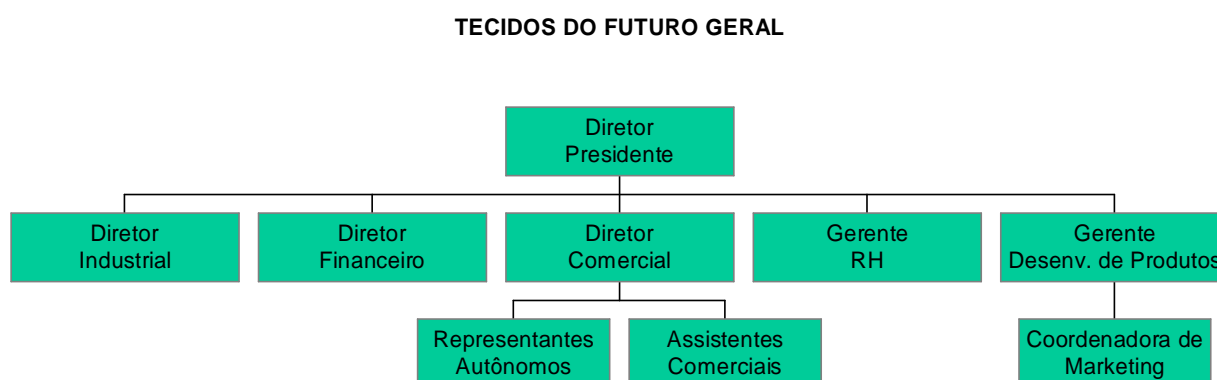 TECIDOS DO FUTURO GERAL
Diretor
Presidente
Diretor
Industrial
Diretor
Financeiro
Diretor
Comercial
Gerente
RH
Gerente
Desenv. de Produtos
Representantes
Autônomos
Assistentes
Comerciais
Coordenadora de
Marketing